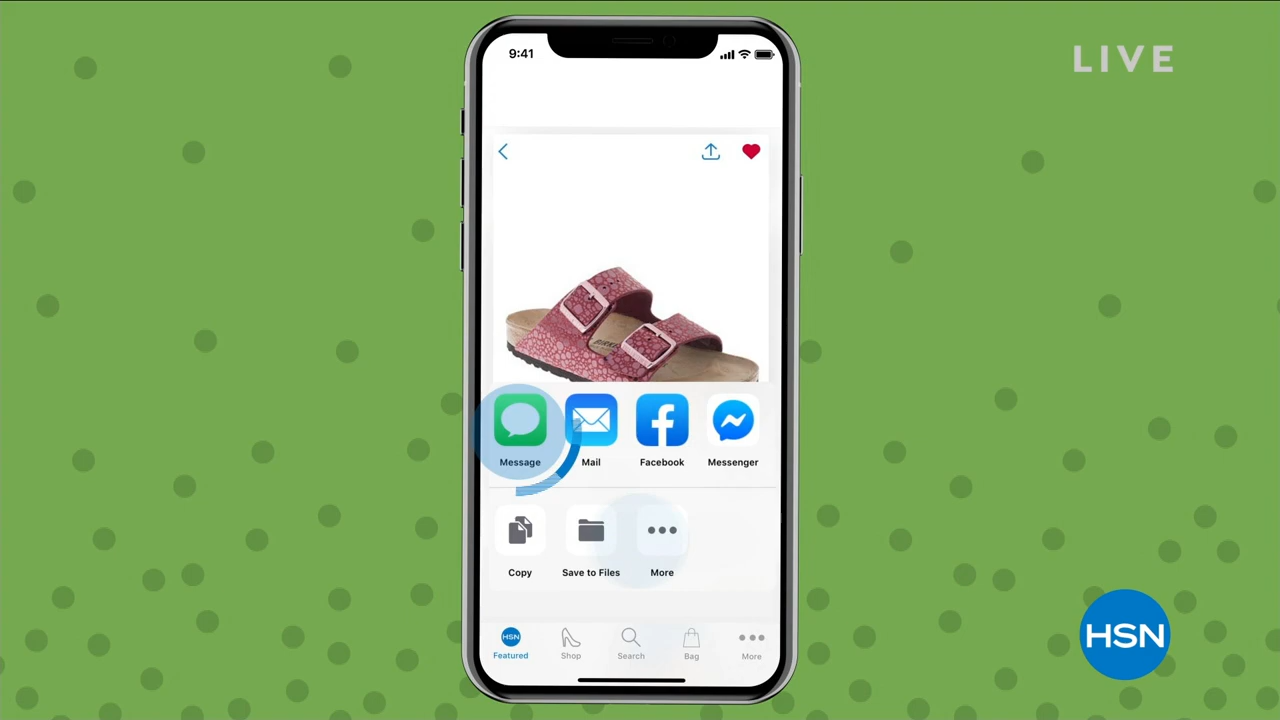 9:41
LIVE
BIRKE
Message Mail Facebook Messenger
Copy Save to Files More
HSN
Featured Shop Search Bag More
HSN